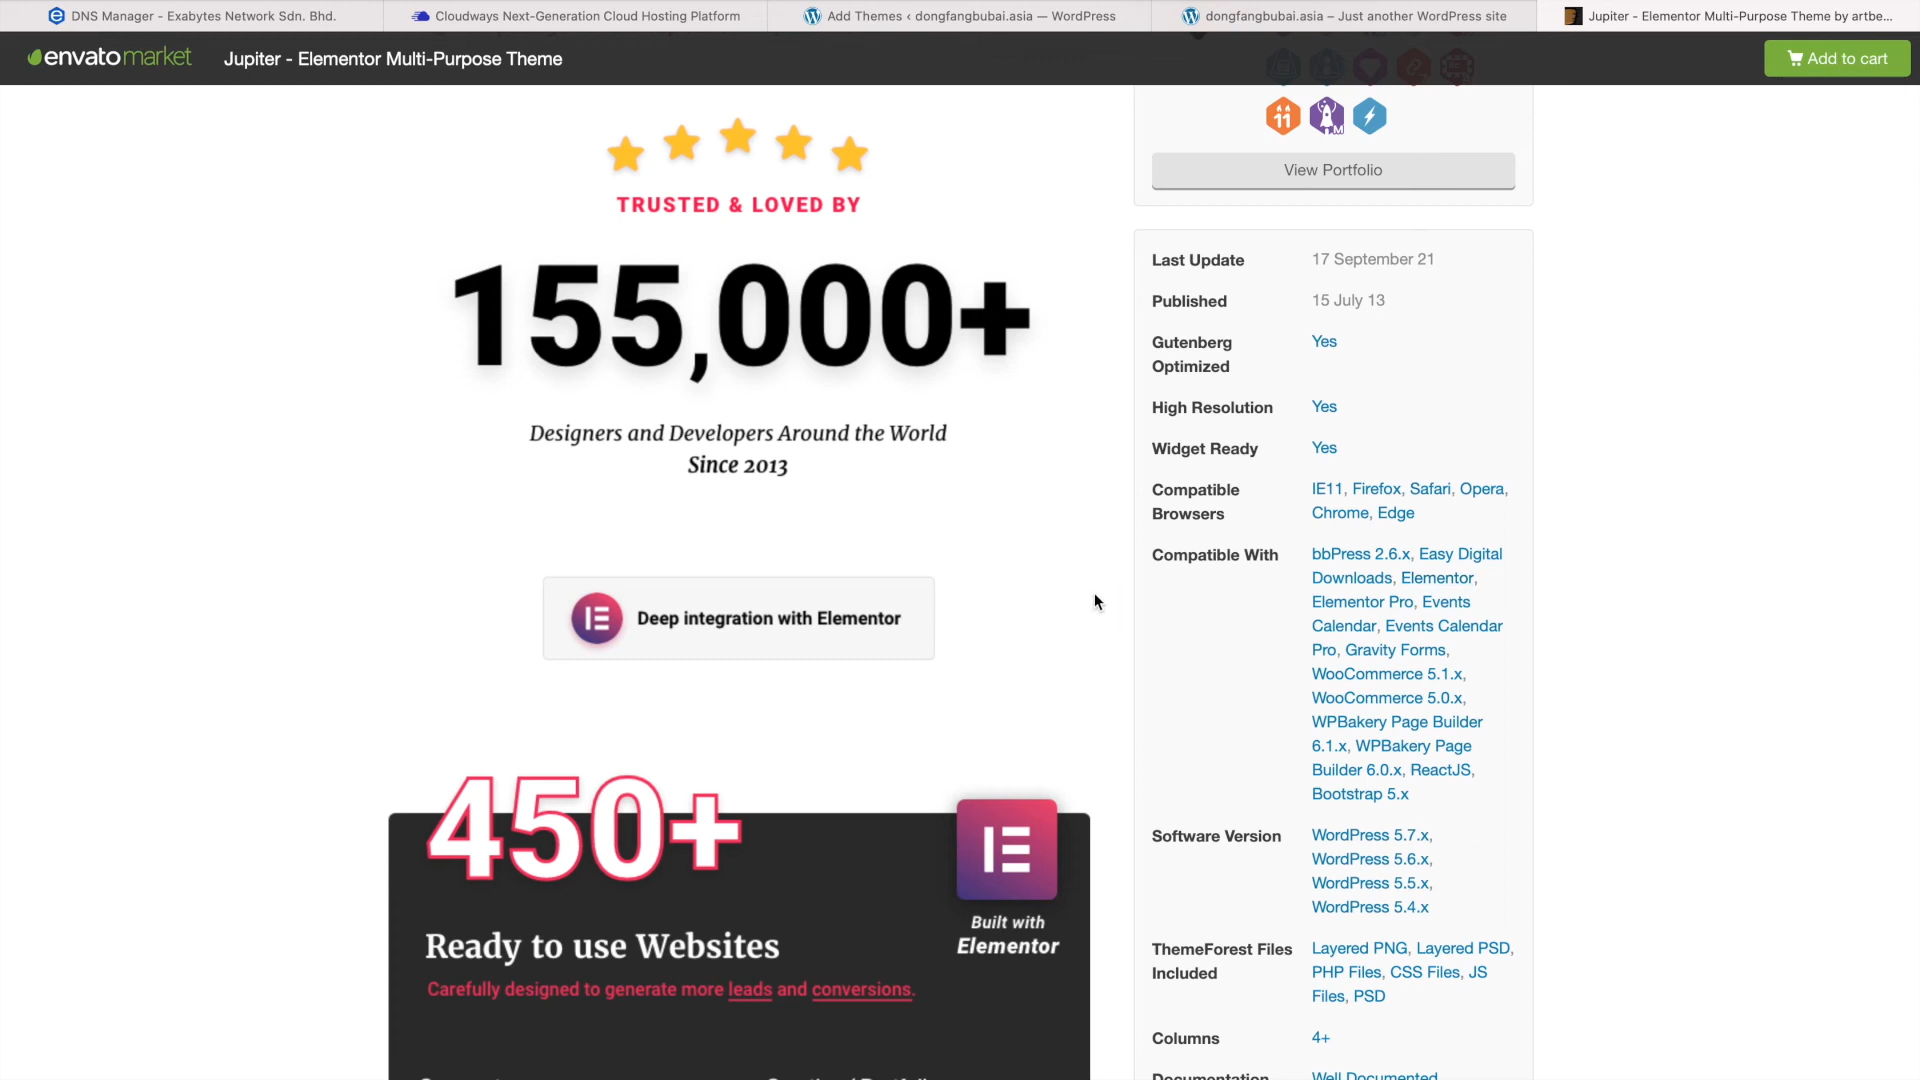 DNS Manager - Exabytes Network Sdn. Bhd.
Cloudways Next-Generation Cloud Hosting Platform
Add Themes ‹ dongfangbubai.asia — WordPress
dongfangbubai.asia – Just another WordPress site
Jupiter - Elementor Multi-Purpose Theme by artbe...
envatomarket
Jupiter - Elementor Multi-Purpose Theme
Add to cart
TRUSTED & LOVED BY
155,000+
Designers and Developers Around the World
Since 2013
Deep integration with Elementor
450+
Ready to use Websites
Carefully designed to generate more leads and conversions.
Built with
Elementor
11
M
View Portfolio
Last Update 17 September 21
Published 15 July 13
Gutenberg Yes
Optimized
High Resolution Yes
Widget Ready Yes
Compatible IE11, Firefox, Safari, Opera,
Browsers Chrome, Edge
Compatible With bbPress 2.6.x, Easy Digital
Downloads, Elementor,
Elementor Pro, Events
Calendar, Events Calendar
Pro, Gravity Forms,
WooCommerce 5.1.x,
WooCommerce 5.0.x,
WPBakery Page Builder
6.1.x, WPBakery Page
Builder 6.0.x, ReactJS,
Bootstrap 5.x
Software Version WordPress 5.7.x,
WordPress 5.6.x,
WordPress 5.5.x,
WordPress 5.4.x
ThemeForest Files Layered PNG, Layered PSD,
Included PHP Files, CSS Files, JS
Files, PSD
Columns 4+
Documentation Well Documented